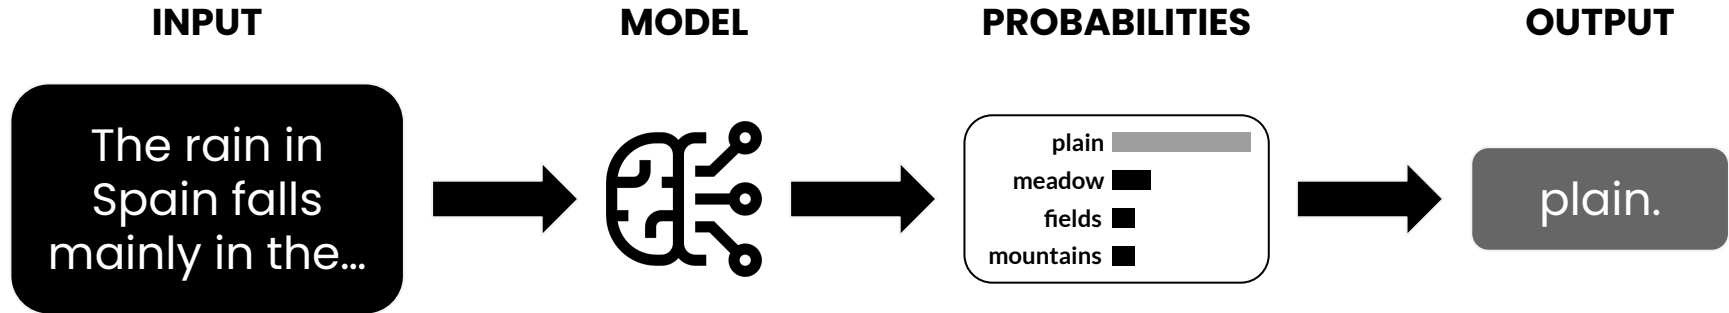 INPUT
MODEL
PROBABILITIES
OUTPUT
The rain in
Spain falls
mainly in the...
plain
meadow
fields
mountains
plain.